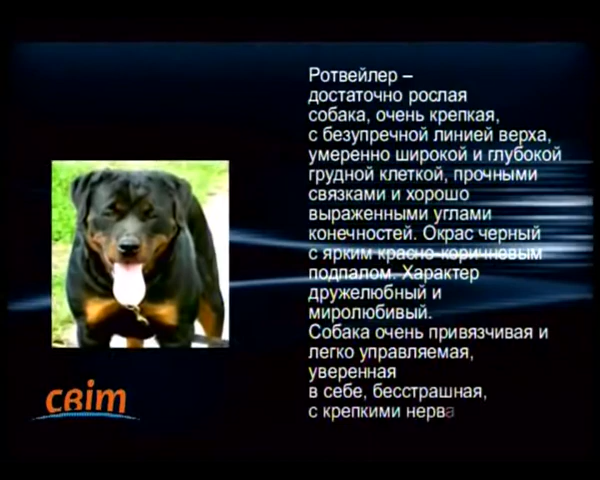 Ротвейлер –
достаточно рослая
собака, очень крепкая,
с безупречной линией верха,
умеренно широкой и глубокой
грудной клеткой, прочными
связками и хорошо
выраженными углами
конечностей. Окрас черный
с ярким красно-коричневым
подпалом. Характер
дружелюбный и
миролюбивый.
Собака очень привязчивая и
легко управляемая,
уверенная
в себе, бесстрашная,
с крепкими нерва
світ